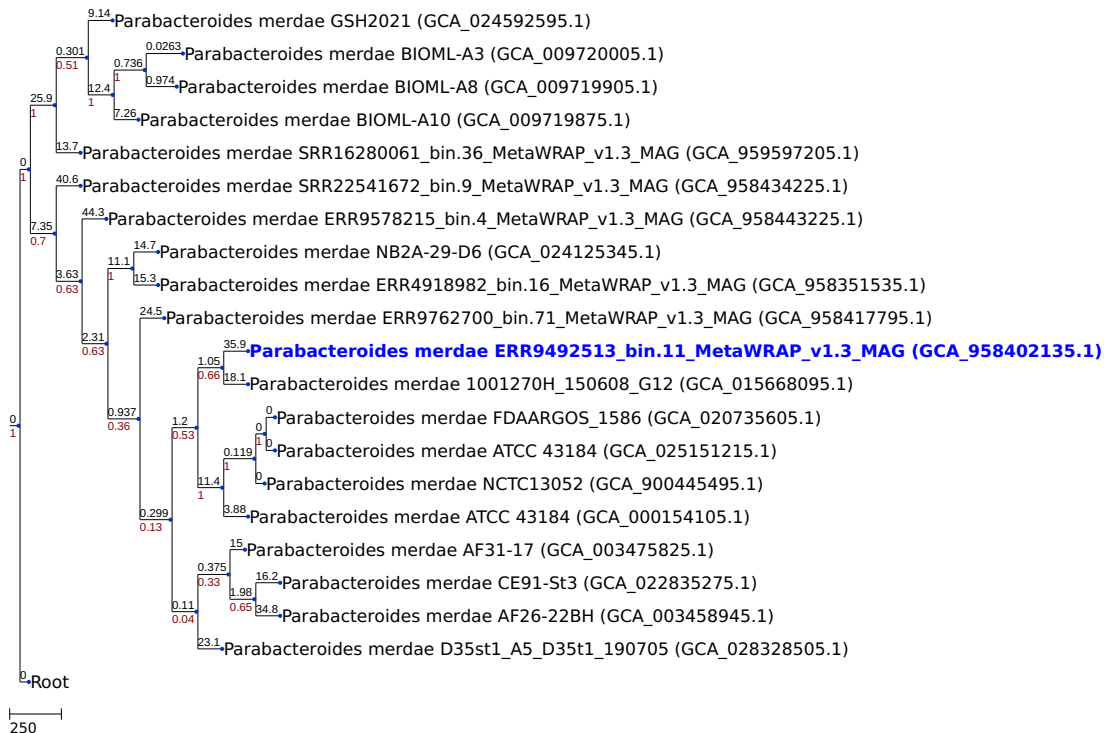 9.14 Parabacteroides merdae GSH2021 (GCA_024592595.1)
0.301
0.51
0.0263 Parabacteroides merdae BIOML-A3 (GCA_009720005.1)
0.736
1
0.974 Parabacteroides merdae BIOML-A8 (GCA_009719905.1)
12.4
1
25.9
1
7.26 Parabacteroides merdae BIOML-A10 (GCA_009719875.1)
13.7 Parabacteroides merdae SRR16280061_bin.36_MetaWRAP_v1.3_MAG (GCA_959597205.1)
0
1
40.6 Parabacteroides merdae SRR22541672_bin.9_MetaWRAP_v1.3_MAG (GCA_958434225.1)
44.3 Parabacteroides merdae ERR9578215_bin.4_MetaWRAP_v1.3_MAG (GCA_958443225.1)
7.35
0.7
14.7 Parabacteroides merdae NB2A-29-D6 (GCA_024125345.1)
11.1
1
3.63
0.63
15.3 Parabacteroides merdae ERR4918982_bin.16_MetaWRAP_v1.3_MAG (GCA_958351535.1)
24.5 Parabacteroides merdae ERR9762700_bin.71_MetaWRAP_v1.3_MAG (GCA_958417795.1)
2.31
0.63
35.9 Parabacteroides merdae ERR9492513_bin.11_MetaWRAP_v1.3_MAG (GCA_958402135.1)
1.05
0.66
18.1 Parabacteroides merdae 1001270H_150608_G12 (GCA_015668095.1)
0.937
0.36
0 Parabacteroides merdae FDAARGOS_1586 (GCA_020735605.1)
0
1
1.2
0.53
0
1
0 Parabacteroides merdae ATCC 43184 (GCA_025151215.1)
0.119
1
0 Parabacteroides merdae NCTC13052 (GCA_900445495.1)
11.4
1
3.88 Parabacteroides merdae ATCC 43184 (GCA_000154105.1)
0.299
0.13
15 Parabacteroides merdae AF31-17 (GCA_003475825.1)
0.375
0.33
16.2 Parabacteroides merdae CE91-St3 (GCA_022835275.1)
1.98
0.65
0.11
0.04
34.8 Parabacteroides merdae AF26-22BH (GCA_003458945.1)
23.1 Parabacteroides merdae D35st1_A5_D35t1_190705 (GCA_028328505.1)
0 Root
250